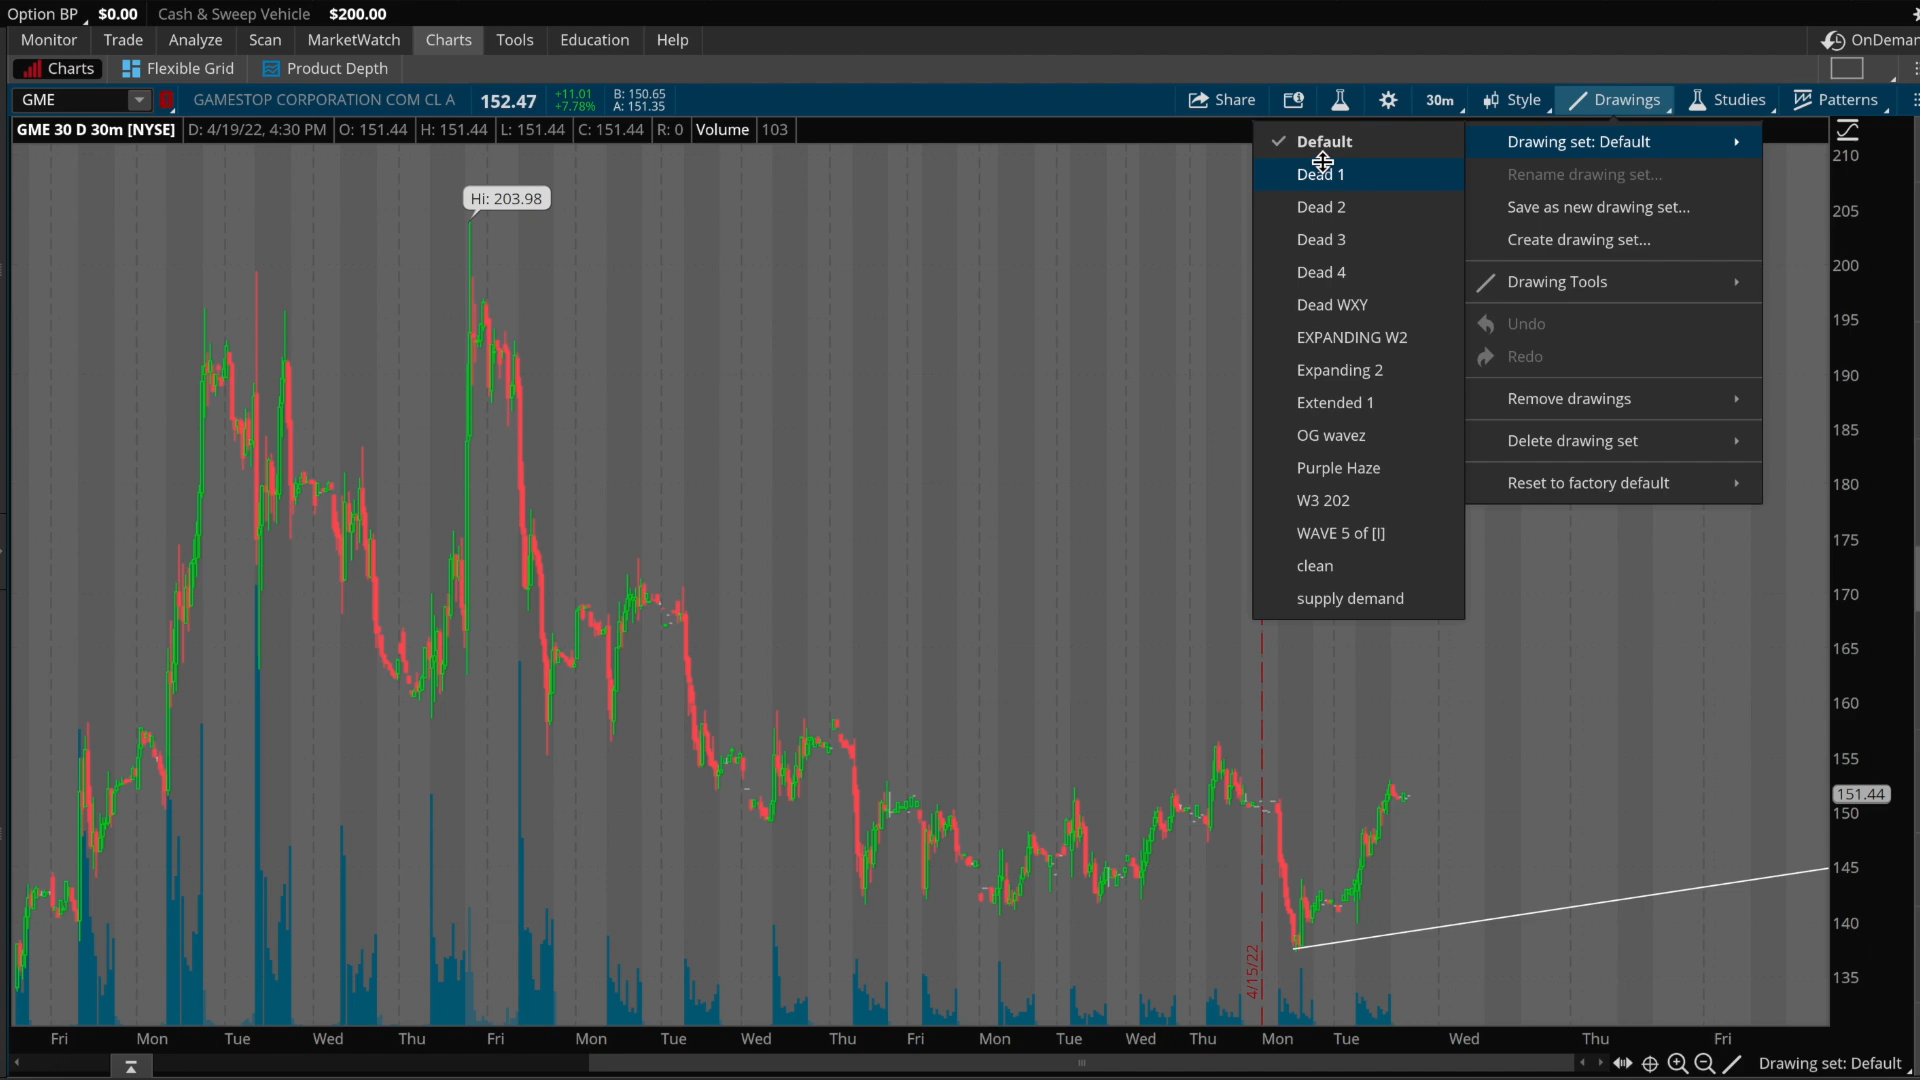 Option BP $0.00 Cash & Sweep Vehicle $200.00
Monitor Trade Analyze Scan MarketWatch Charts Tools Education Help OnDeman
Charts Flexible Grid Product Depth
GME GAMESTOP CORPORATION COM CL A 152.47 +11.01 +7.78% B: 150.65 A: 151.35 Share 30m Style Drawings Studies Patterns
GME 30 D 30m [NYSE] D: 4/19/22, 4:30 PM O: 151.44 H: 151.44 L: 151.44 C: 151.44 R: 0 Volume 103
Default
Dead 1
Dead 2
Dead 3
Dead 4
Dead WXY
EXPANDING W2
Expanding 2
Extended 1
OG wavez
Purple Haze
W3 202
WAVE 5 of [I]
clean
supply demand
Drawing set: Default
Rename drawing set...
Save as new drawing set...
Create drawing set...
Drawing Tools
Undo
Redo
Remove drawings
Delete drawing set
Reset to factory default
Hi: 203.98
210
205
200
195
190
185
180
175
170
165
160
155
151.44
150
145
140
135
4/15/22
Fri Mon Tue Wed Thu Fri Mon Tue Wed Thu Fri Mon Tue Wed Thu Mon Tue Wed Thu Fri
Drawing set: Default